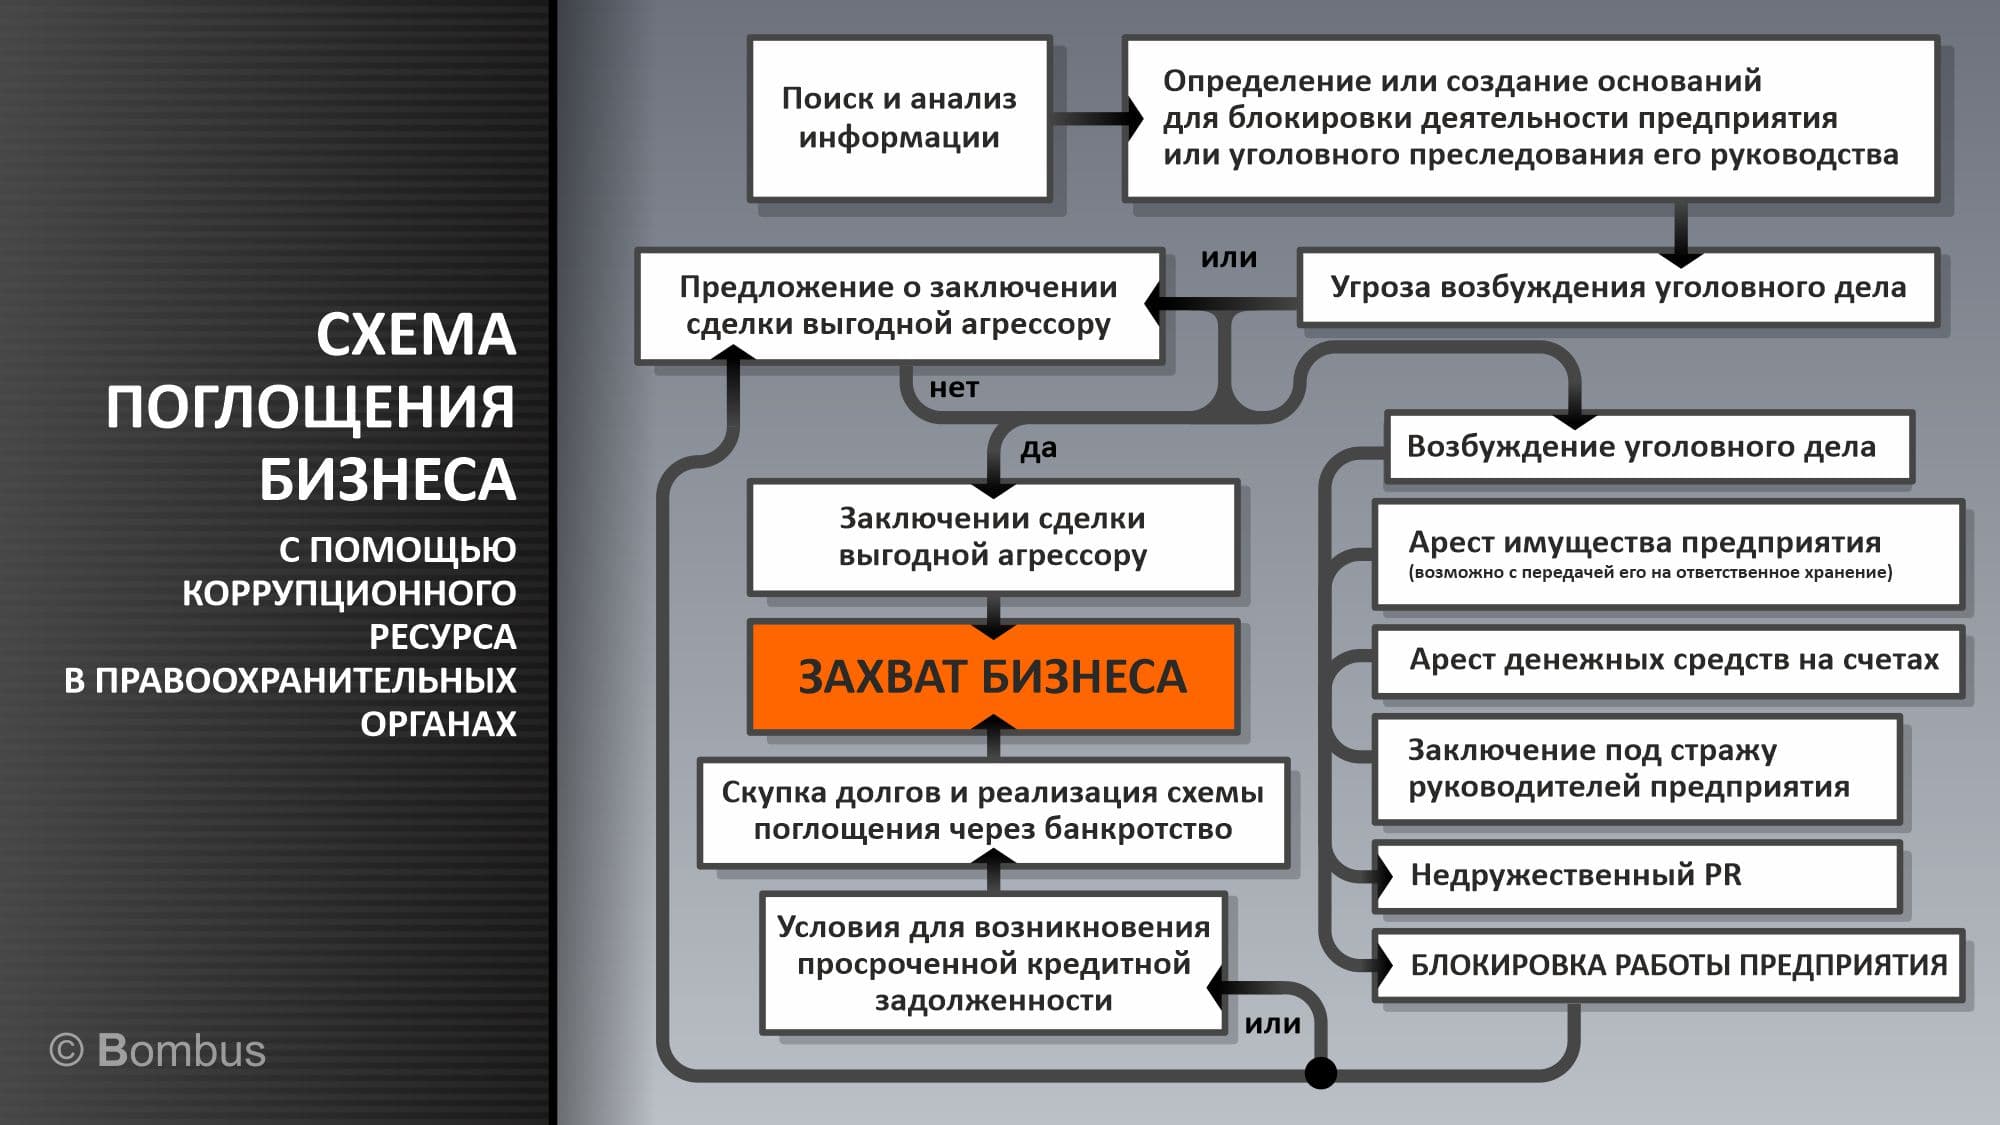 СХЕМА
ПОГЛОЩЕНИЯ
БИЗНЕСА
С ПОМОЩЬЮ
КОРРУПЦИОННОГО
РЕСУРСА
В ПРАВООХРАНИТЕЛЬНЫХ
ОРГАНАХ
© Bombus
Поиск и анализ
информации
Определение или создание оснований
для блокировки деятельности предприятия
или уголовного преследования его руководства
Угроза возбуждения уголовного дела
или
Предложение о заключении
сделки выгодной агрессору
нет
да
Заключении сделки
выгодной агрессору
ЗАХВАТ БИЗНЕСА
Скупка долгов и реализация схемы
поглощения через банкротство
Условия для возникновения
просроченной кредитной
задолженности
или
Возбуждение уголовного дела
Арест имущества предприятия
(возможно с передачей его на ответственное хранение)
Арест денежных средств на счетах
Заключение под стражу
руководителей предприятия
Недружественный PR
БЛОКИРОВКА РАБОТЫ ПРЕДПРИЯТИЯ